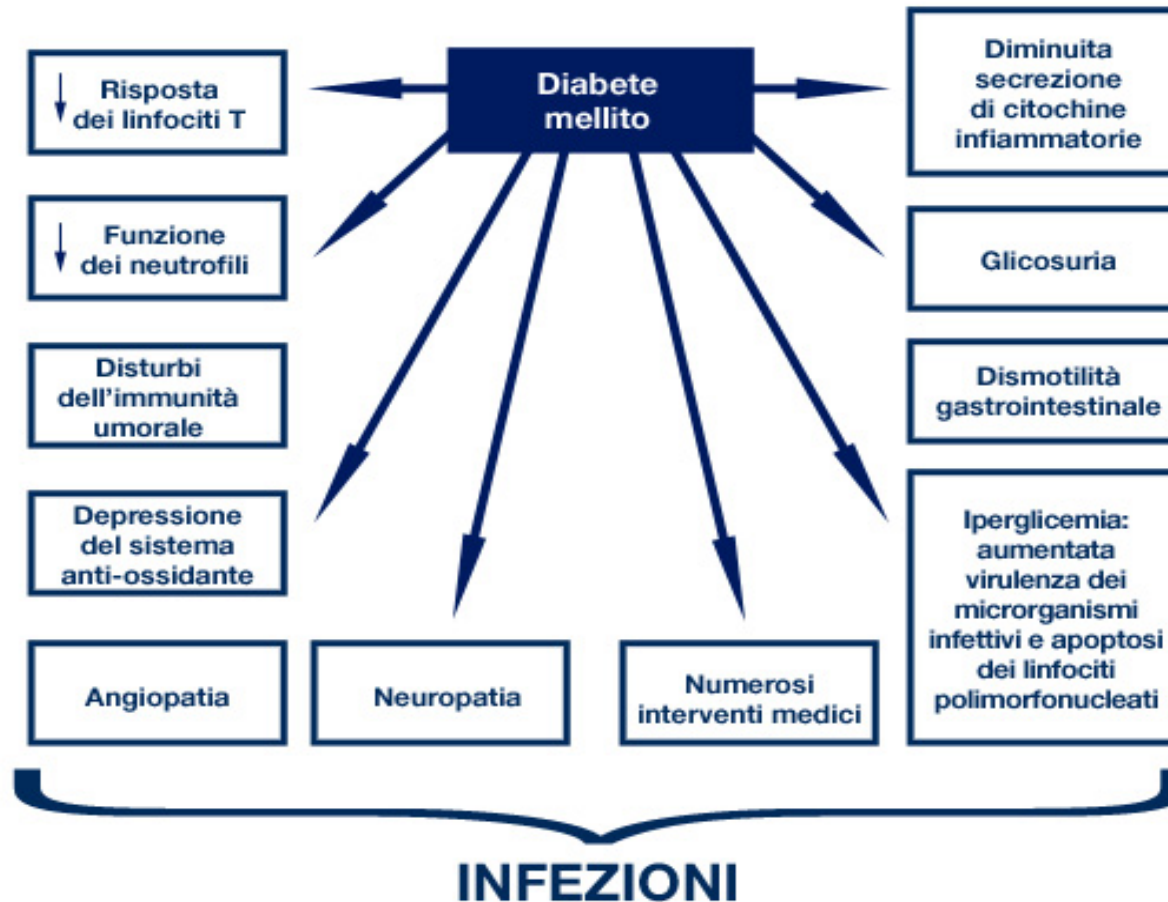 Diabete
mellito
↓ Risposta
dei linfociti T
↓ Funzione
dei neutrofili
Disturbi
dell'immunità
umorale
Depressione
del sistema
anti-ossidante
Angiopatia
Neuropatia
Numerosi
interventi medici
Diminuita
secrezione
di citochine
infiammatorie
Glicosuria
Dismotilità
gastrointestinale
Iperglicemia:
aumentata
virulenza dei
microrganismi
infettivi e apoptosi
dei linfociti
polimorfonucleati
INFEZIONI